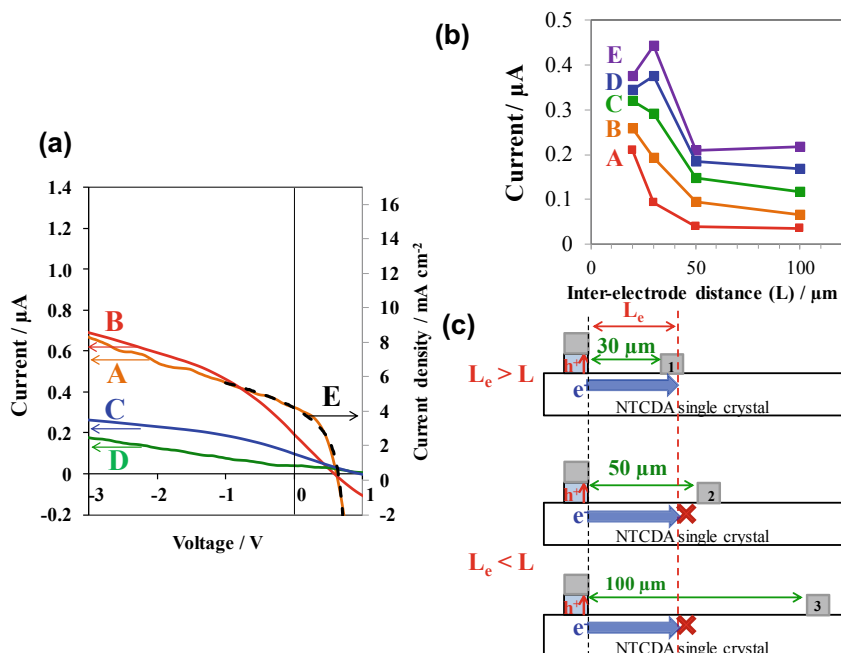 (a)
1.4
1.2
1.0
0.8
0.6
0.4
0.2
0
-0.2
Current / µA
-3
-2
-1
0
1
Voltage / V
16
14
12
10
8
6
4
2
0
-2
Current density / mA cm-2
B
A
C
D
E
(b)
0.5
0.4
0.3
0.2
0.1
0
Current / µA
E
D
C
B
A
0
50
100
Inter-electrode distance (L) / µm
(c)
Le
Le > L
30 µm
1
h+
e-
NTCDA single crystal
50 µm
2
h+
e-
NTCDA single crystal
Le < L
100 µm
3
h+
e-
NTCDA single crystal